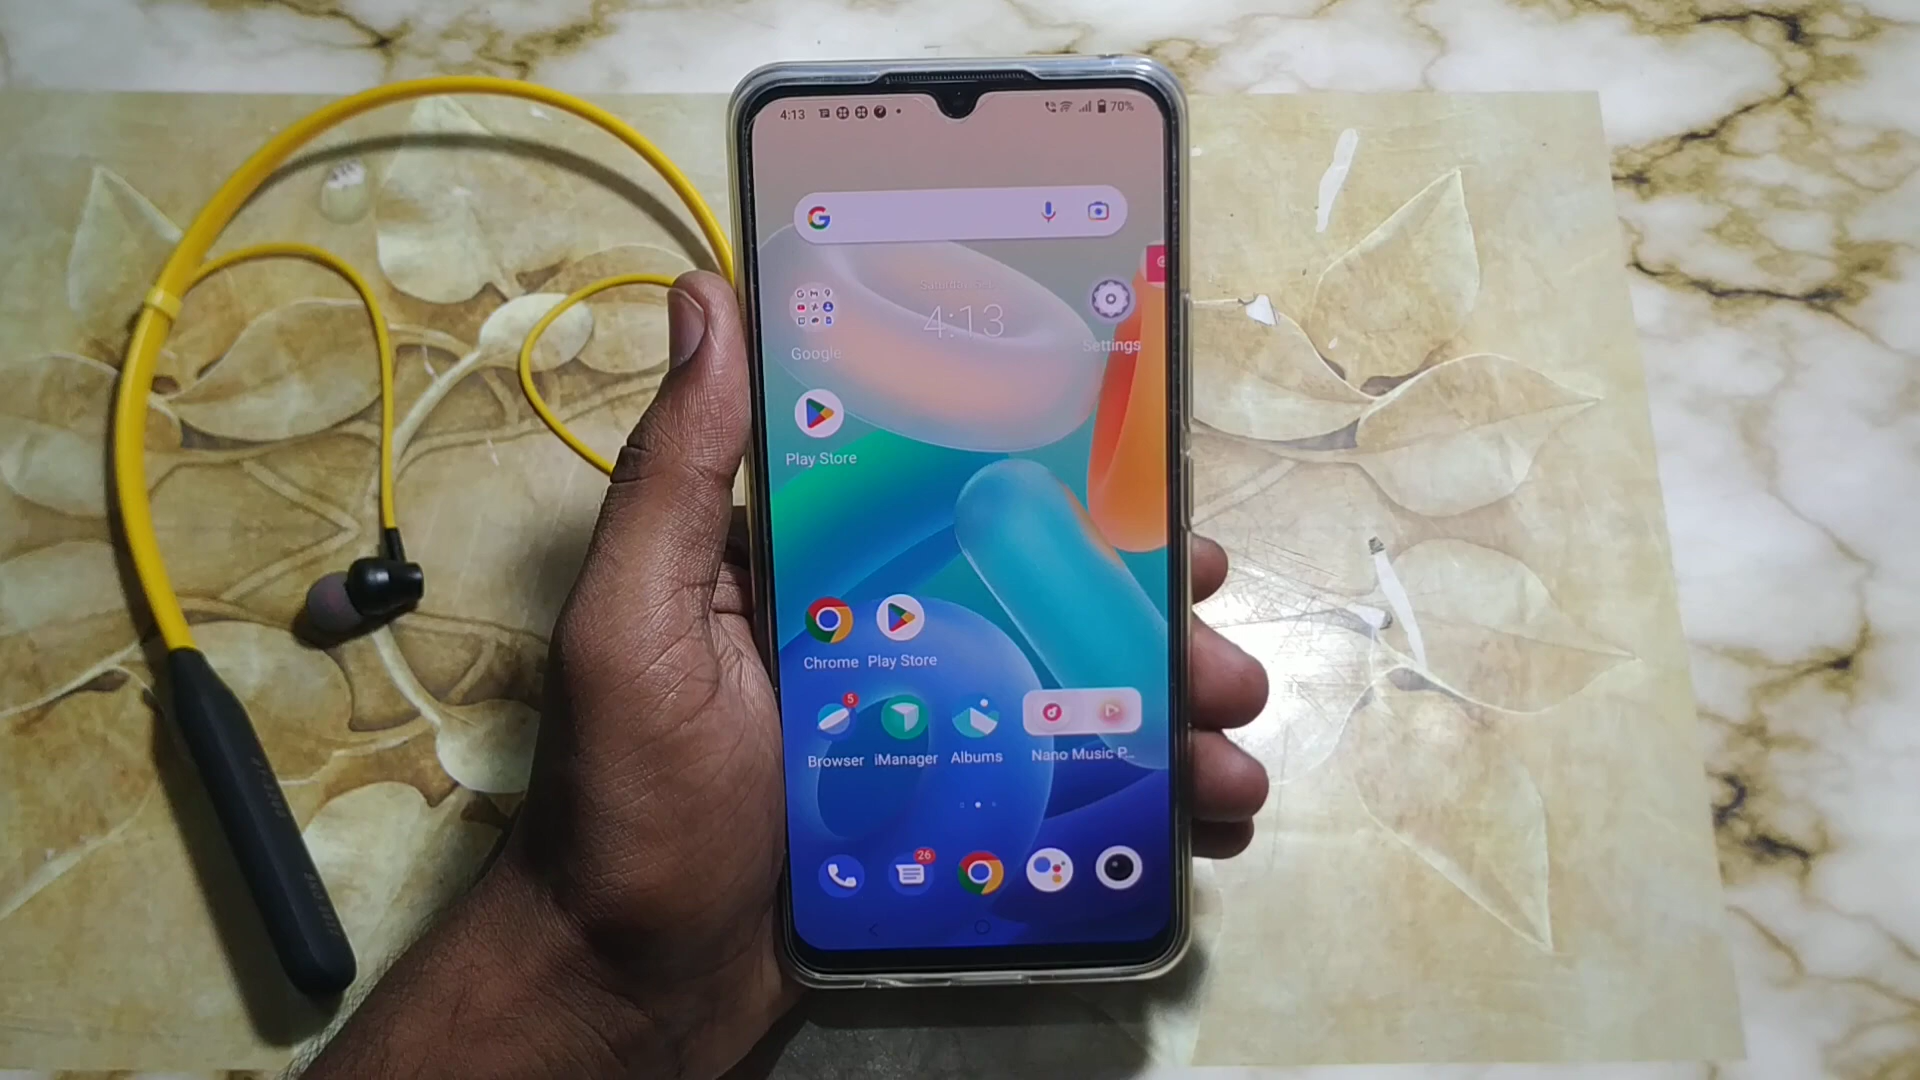 4:13
70%
4:13
Google
Settings
Play Store
Chrome
Play Store
5
Browser
iManager
Albums
Nano Music P...
26